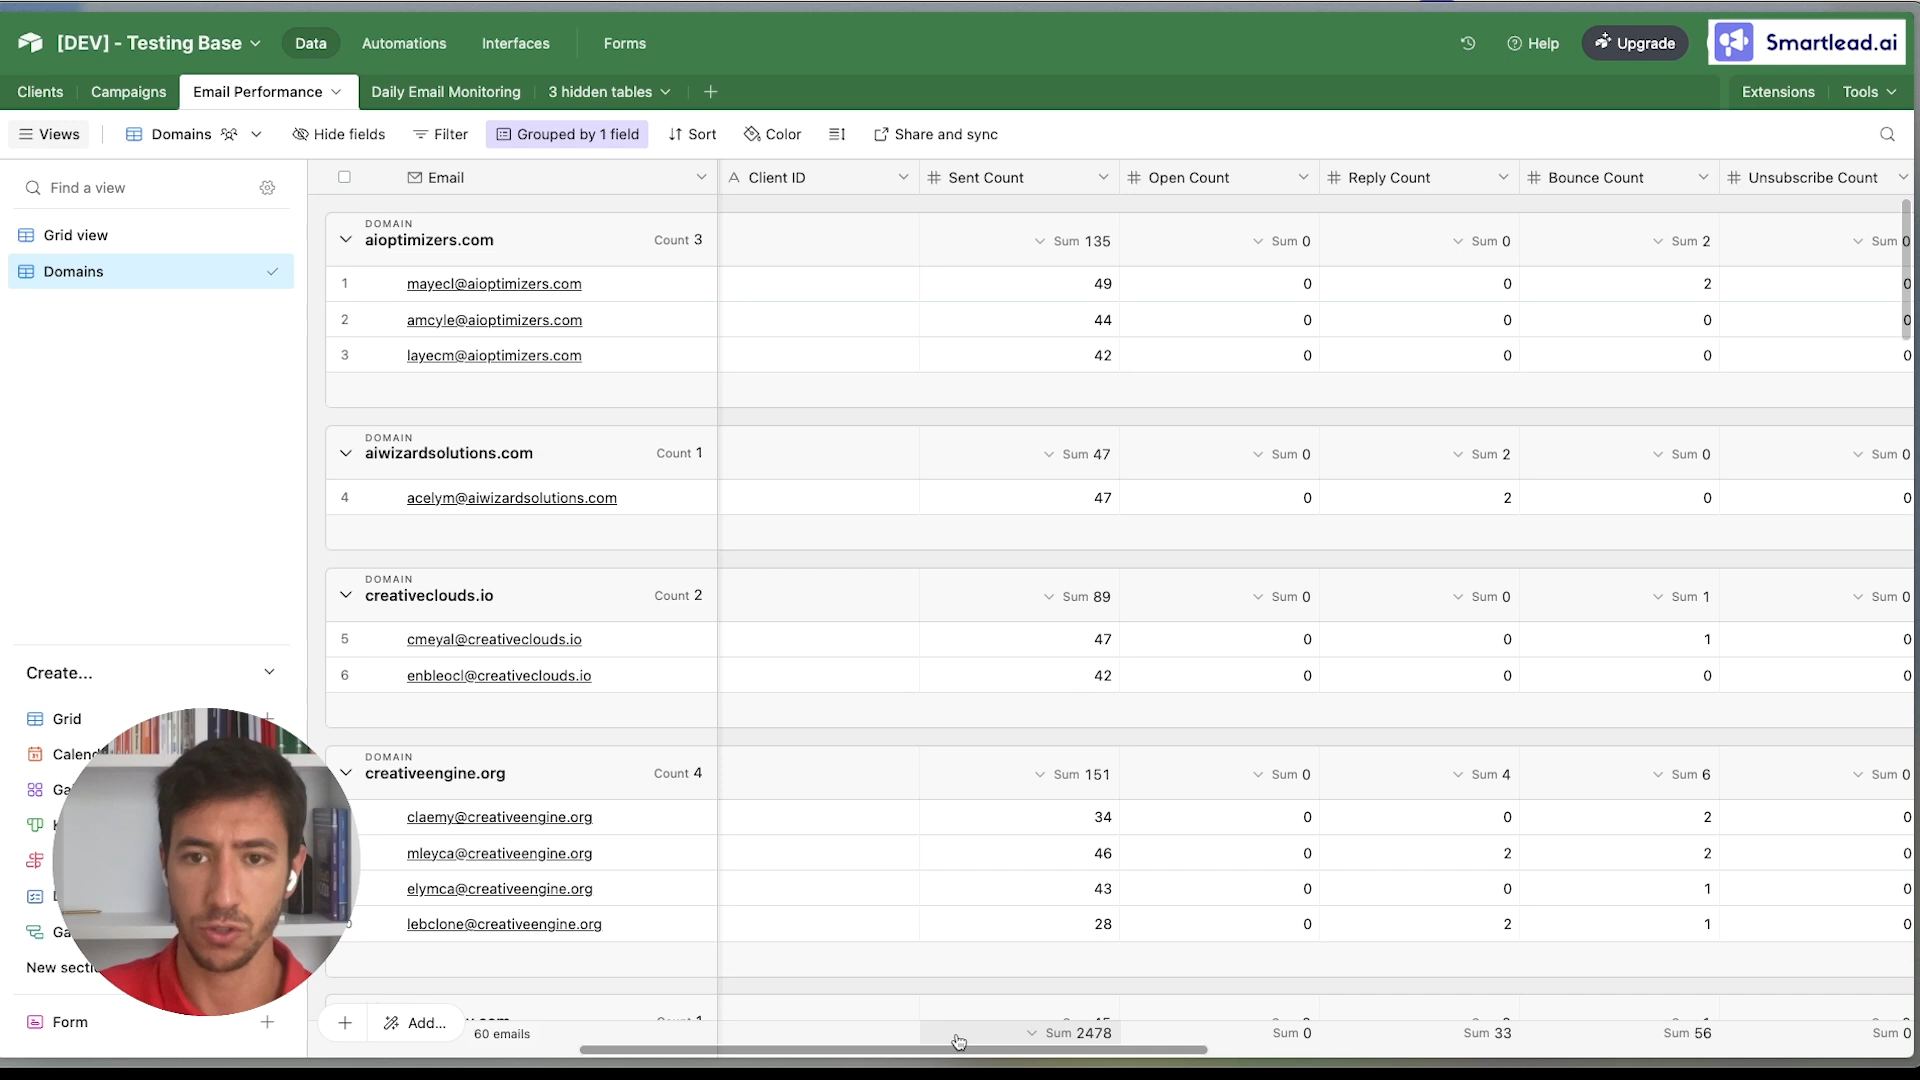 [DEV] - Testing Base
Data
Automations
Interfaces
Forms
Help
Upgrade
Smartlead.ai
Clients
Campaigns
Email Performance
Daily Email Monitoring
3 hidden tables
Extensions
Tools
Views
Domains
Hide fields
Filter
Grouped by 1 field
Sort
Color
Share and sync
Find a view
Grid view
Domains
Create...
Grid
Form
Email
Client ID
Sent Count
Open Count
Reply Count
Bounce Count
Unsubscribe Count
DOMAIN
aioptimizers.com Count 3 Sum 135 Sum 0 Sum 0 Sum 2 Sum 0
1 mayecl@aioptimizers.com 49 0 0 2 0
2 amcyle@aioptimizers.com 44 0 0 0 0
3 layecm@aioptimizers.com 42 0 0 0 0
DOMAIN
aiwizardsolutions.com Count 1 Sum 47 Sum 0 Sum 2 Sum 0 Sum 0
4 acelym@aiwizardsolutions.com 47 0 2 0 0
DOMAIN
creativeclouds.io Count 2 Sum 89 Sum 0 Sum 0 Sum 1 Sum 0
5 cmeyal@creativeclouds.io 47 0 0 1 0
6 enbleocl@creativeclouds.io 42 0 0 0 0
DOMAIN
creativeengine.org Count 4 Sum 151 Sum 0 Sum 4 Sum 6 Sum 0
claemy@creativeengine.org 34 0 0 2 0
mleyca@creativeengine.org 46 0 2 2 0
elymca@creativeengine.org 43 0 0 1 0
lebclone@creativeengine.org 28 0 2 1 0
Add...
60 emails Sum 2478 Sum 0 Sum 33 Sum 56 Sum 0